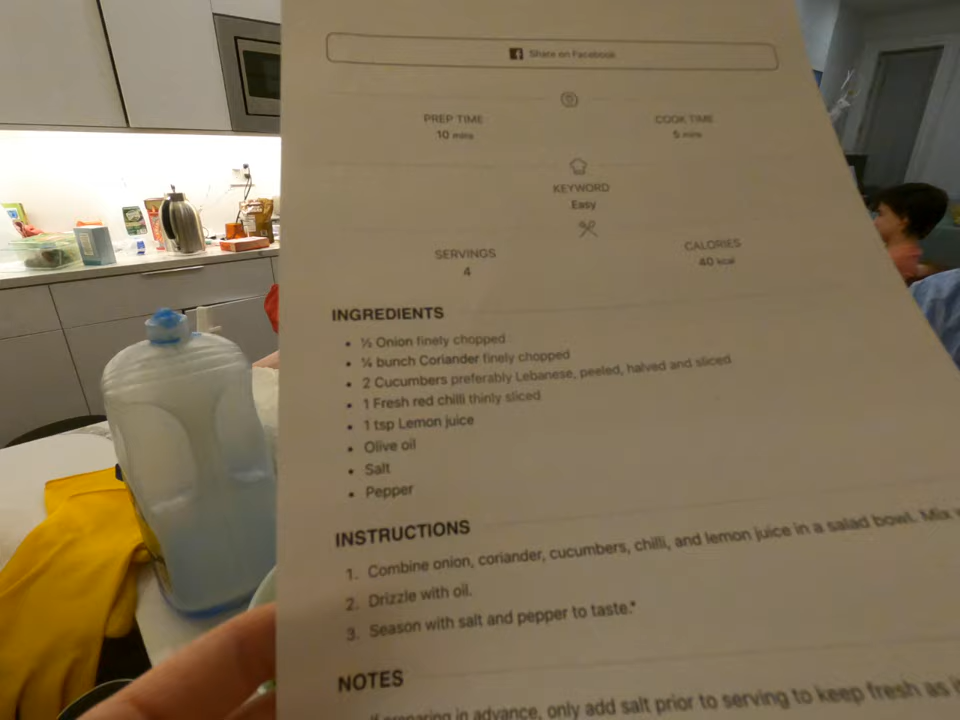 Share on Facebook
PREP TIME
10 mins
COOK TIME
5 mins
KEYWORD
Easy
SERVINGS
4
CALORIES
40 kcal
INGREDIENTS
• ½ Onion finely chopped
• ¼ bunch Coriander finely chopped
• 2 Cucumbers preferably Lebanese, peeled, halved and sliced
• 1 Fresh red chilli thinly sliced
• 1 tsp Lemon juice
• Olive oil
• Salt
• Pepper
INSTRUCTIONS
1. Combine onion, coriander, cucumbers, chilli, and lemon juice in a salad bowl. Mix
2. Drizzle with oil.
3. Season with salt and pepper to taste.*
NOTES
If preparing in advance, only add salt prior to serving to keep fresh as